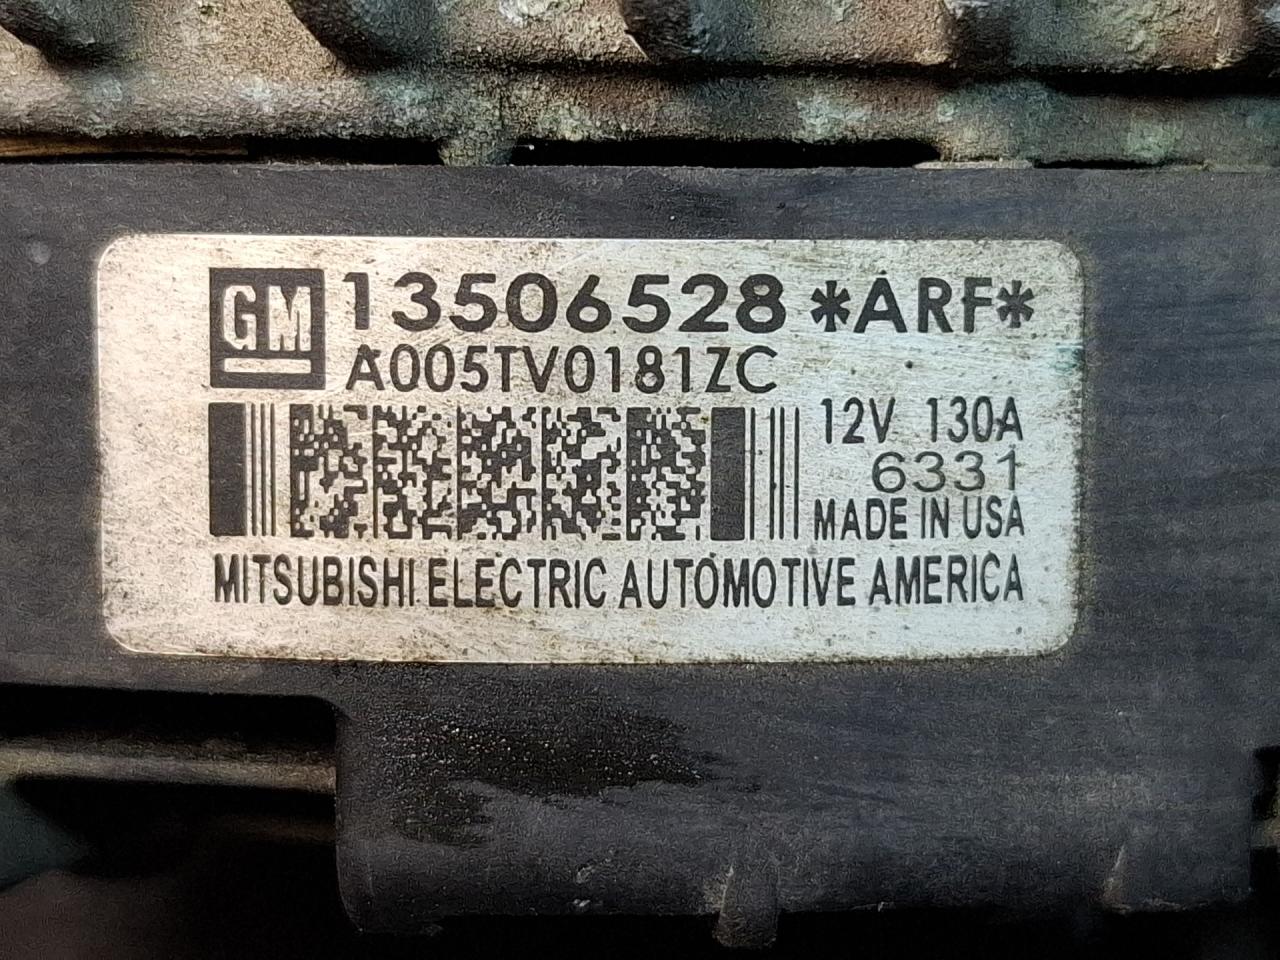 GM 13506528 *ARF*
A005TV0181ZC
12V 130A
6331
MADE IN USA
MITSUBISHI ELECTRIC AUTOMOTIVE AMERICA